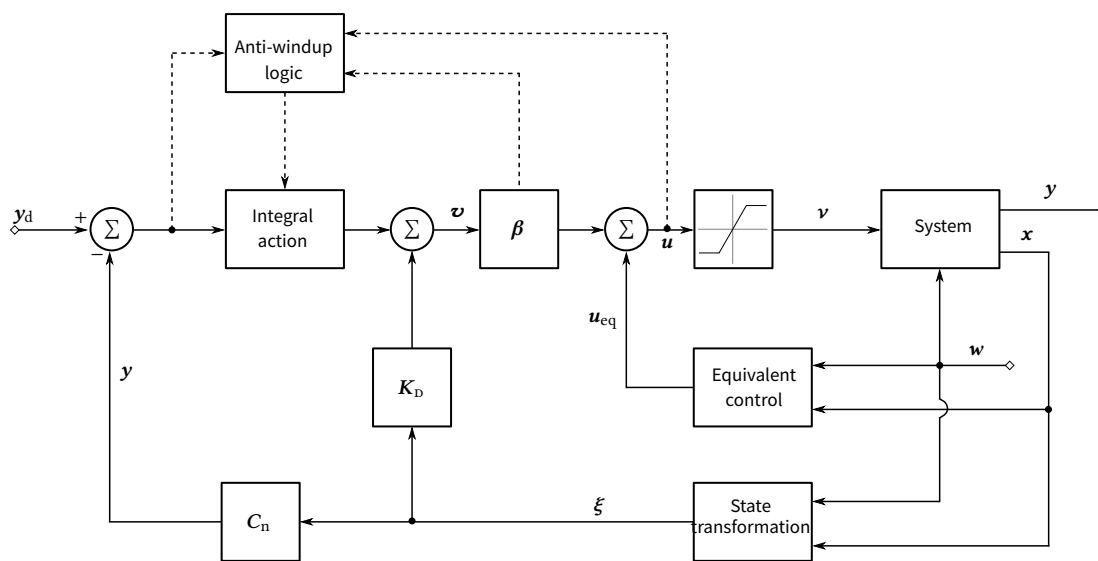 Anti-windup
logic
y_d
+
Σ
−
Integral
action
Σ
𝒗
β
Σ
u
ν
System
y
x
u_eq
y
K_D
Equivalent
control
w
C_n
ξ
State
transformation